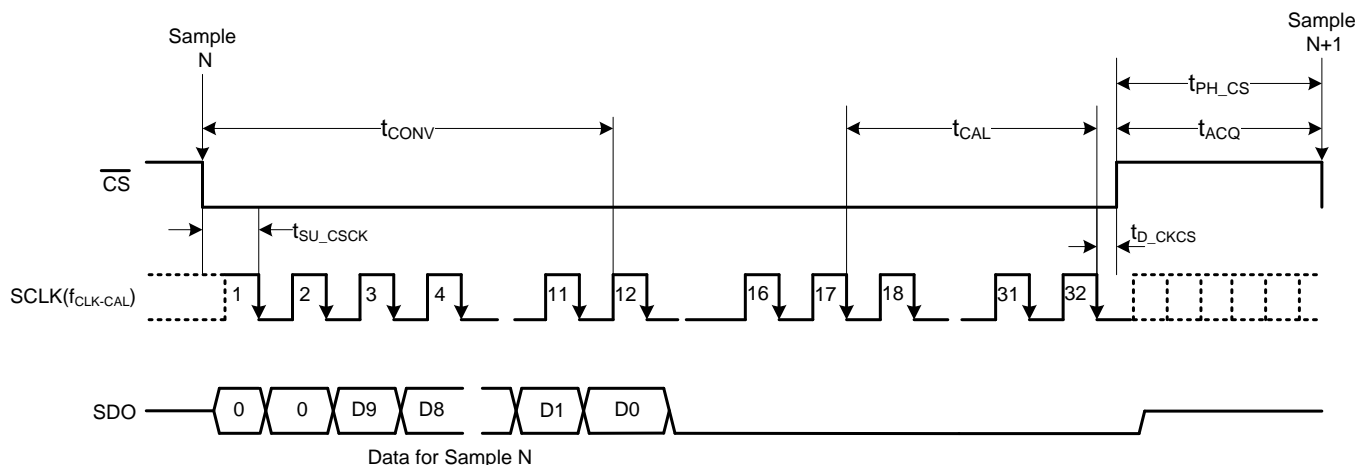 Sample
N
Sample
N+1
tPH_CS
tCONV
tCAL
tACQ
CS
tSU_CSCK
tD_CKCS
SCLK(fCLK-CAL)
1 2 3 4 11 12 16 17 18 31 32
SDO
0 0 D9 D8 D1 D0
Data for Sample N